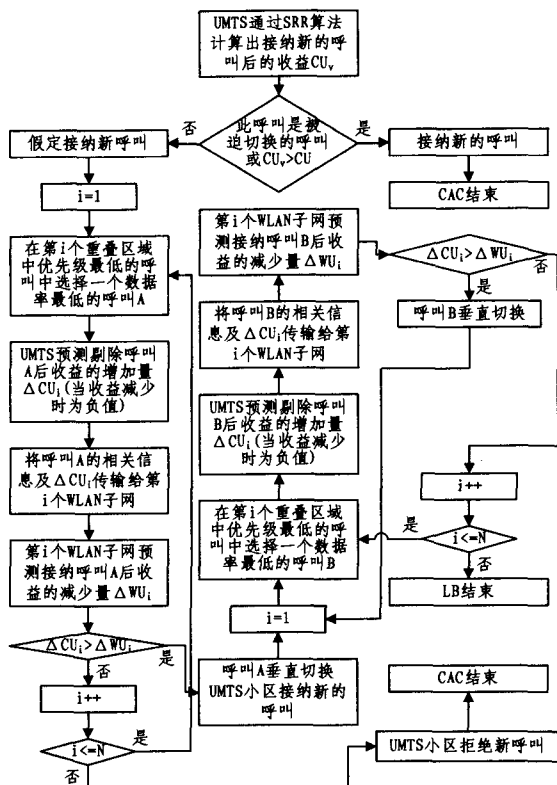 UMTS通过SRR算法
计算出接纳新的呼
叫后的收益CUv
此呼叫是被
迫切换的呼叫
或CUv>CU
否
是
假定接纳新呼叫
接纳新的呼叫
CAC结束
i=1
在第i个重叠区域
中优先级最低的呼
叫中选择一个数据
率最低的呼叫A
UMTS预测剔除呼叫
A后收益的增加量
ΔCUi(当收益减少
时为负值)
将呼叫A的相关信
息及ΔCUi传输给第
i个WLAN子网
第i个WLAN子网预
测接纳呼叫A后收
益的减少量ΔWUi
ΔCUi>ΔWUi
是
否
i++
i<=N
是
否
第i个WLAN子网预
测接纳呼叫B后收
益的减少量ΔWUi
将呼叫B的相关信
息及ΔCUi传输给第
i个WLAN子网
UMTS预测剔除呼叫
B后收益的增加量
ΔCUi(当收益减少
时为负值)
在第i个重叠区域
中优先级最低的呼
叫中选择一个数据
率最低的呼叫B
i=1
呼叫A垂直切换
UMTS小区接纳新的
呼叫
ΔCUi>ΔWUi
否
是
呼叫B垂直切换
i++
是
i<=N
否
LB结束
CAC结束
UMTS小区拒绝新呼叫